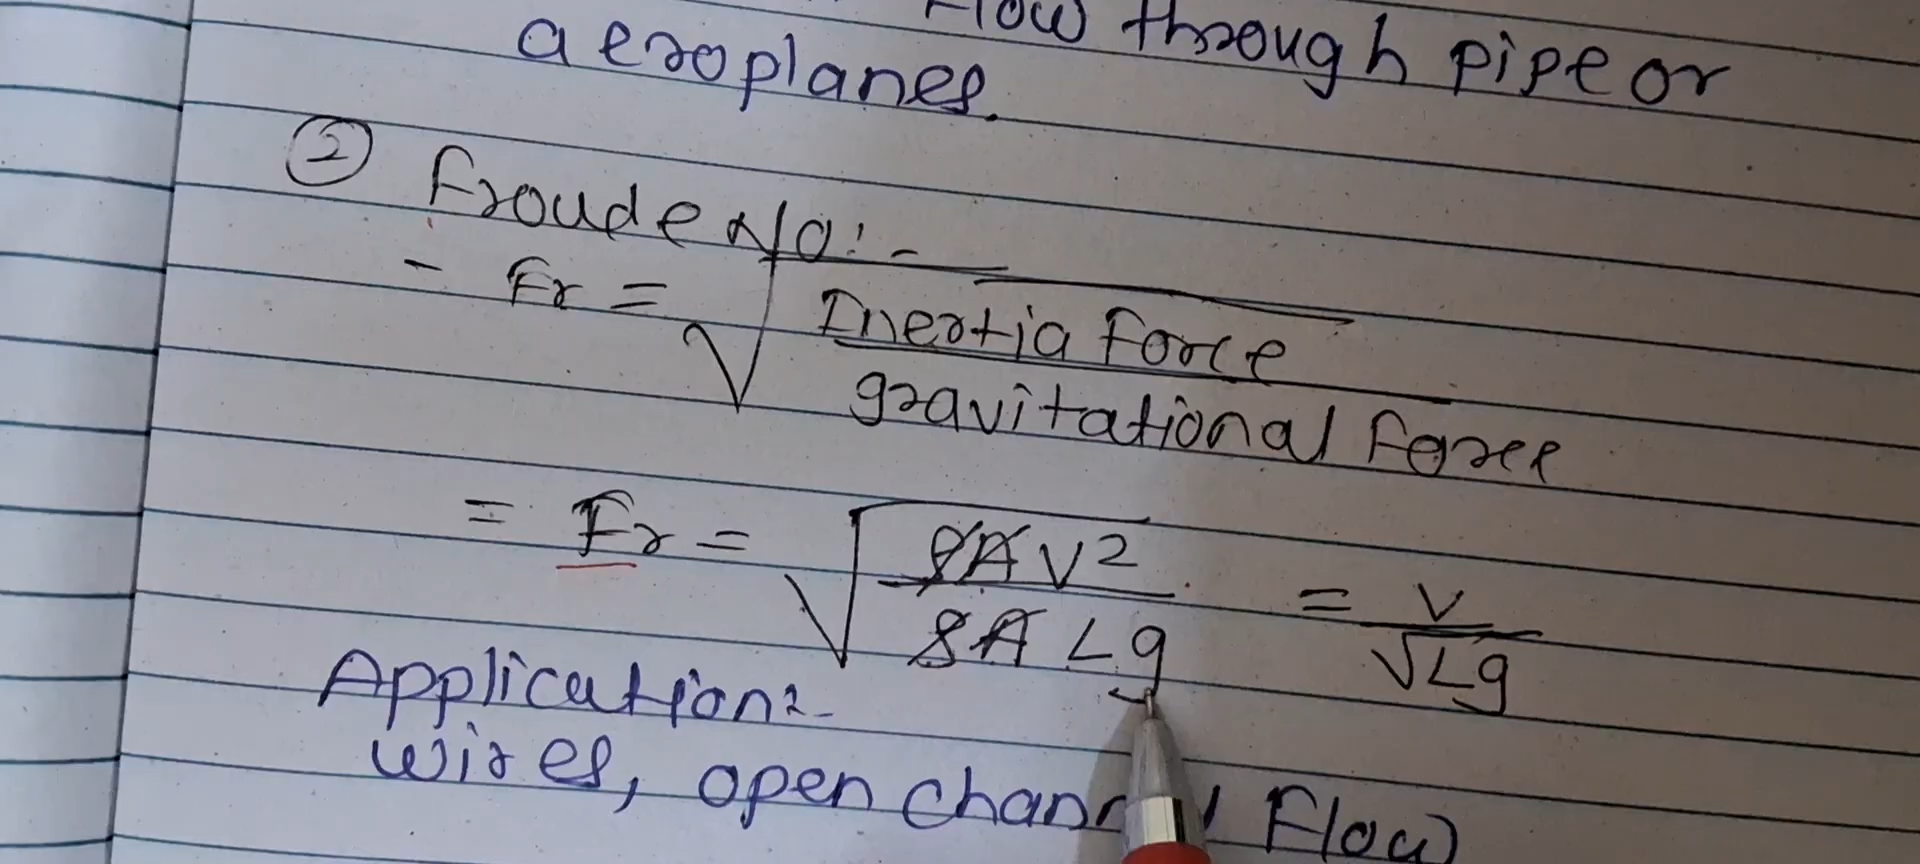 Flow through pipe or
aeroplanes.
② Froude No:-
- Fr = √ Inertia Force
gravitational Force
= Fr = √ ρAV² / ρALg = V / √Lg
Application:-
wires, open channel Flow